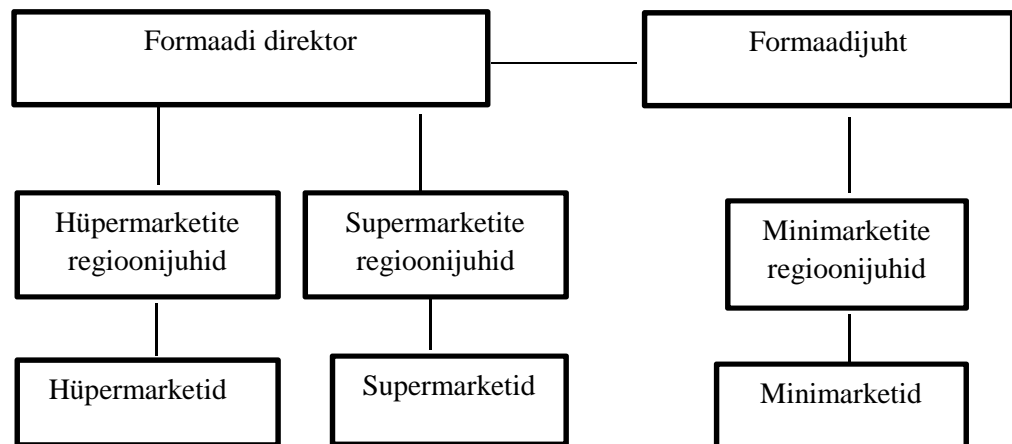 Formaadi direktor
Formaadijuht
Hüpermarketite
regioonijuhid
Supermarketite
regioonijuhid
Minimarketite
regioonijuhid
Hüpermarketid
Supermarketid
Minimarketid